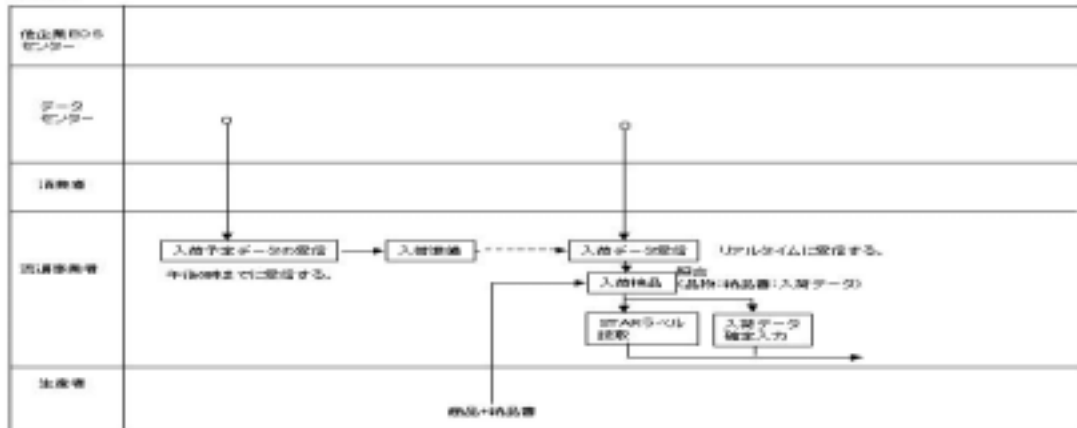 他企業EOS
センター
データ
センター
消費者
流通事業者
入荷予定データの受信
入荷準備
入荷データ受信
リアルタイムに受信する。
までに受信する。
入荷検品
照合
(品物:納品書:入荷データ)
STARラベル
読取
入荷データ
確定入力
生産者
商品+納品書